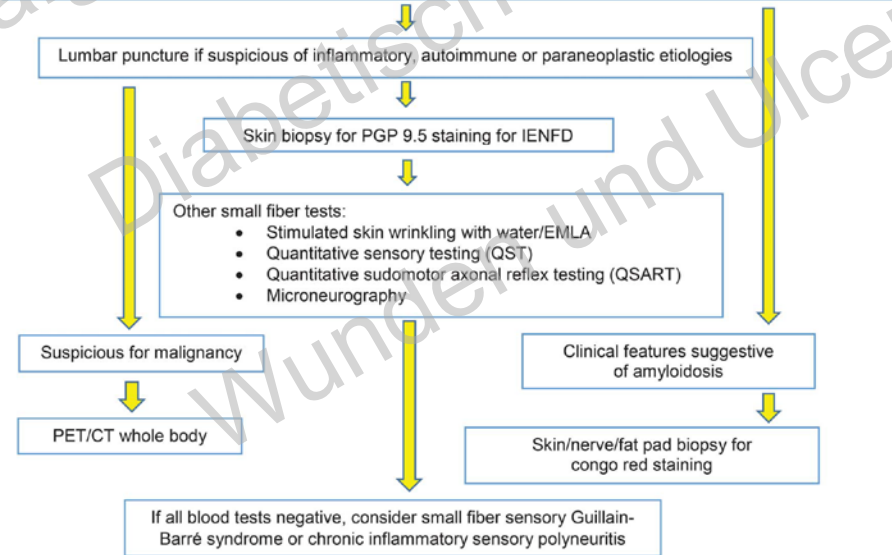 Lumbar puncture if suspicious of inflammatory, autoimmune or paraneoplastic etiologies
Skin biopsy for PGP 9.5 staining for IENFD
Other small fiber tests:
• Stimulated skin wrinkling with water/EMLA
• Quantitative sensory testing (QST)
• Quantitative sudomotor axonal reflex testing (QSART)
• Microneurography
Suspicious for malignancy
Clinical features suggestive
of amyloidosis
PET/CT whole body
Skin/nerve/fat pad biopsy for
congo red staining
If all blood tests negative, consider small fiber sensory Guillain-
Barré syndrome or chronic inflammatory sensory polyneuritis
Diabetisch
Wunden und Ulcer